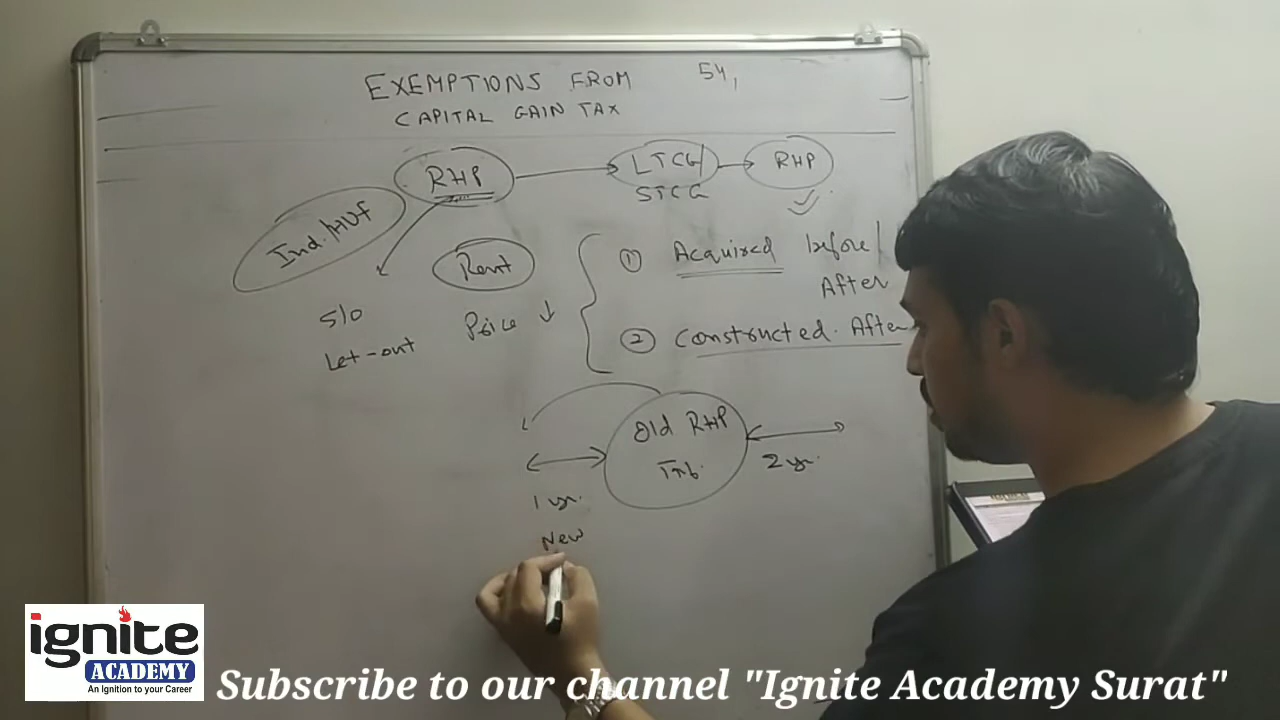 EXEMPTIONS FROM 54,
CAPITAL GAIN TAX
RHP
LTCG/
STCG
RHP
Ind./HUF
Rent
S/O
Let-out
Price ↓
① Acquired before/
After
② Constructed. After
Old RHP
Trf.
1 yr.
2 yr.
New
ignite
ACADEMY
An Ignition to your Career
Subscribe to our channel "Ignite Academy Surat"